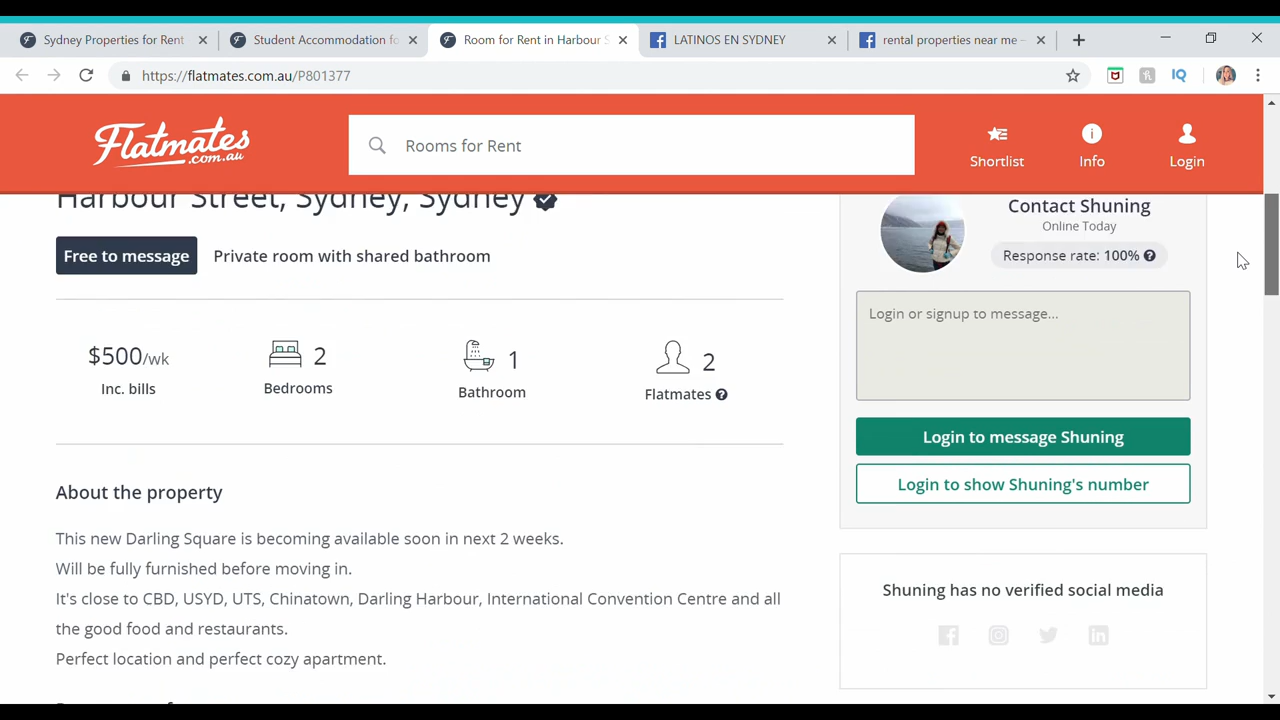 Sydney Properties for Rent
Student Accommodation fo
Room for Rent in Harbour S
LATINOS EN SYDNEY
rental properties near me –
https://flatmates.com.au/P801377
IQ
Flatmates
.com.au
Rooms for Rent
Shortlist
Info
Login
Harbour Street, Sydney, Sydney
Free to message
Private room with shared bathroom
$500/wk
Inc. bills
2
Bedrooms
1
Bathroom
2
Flatmates
About the property
This new Darling Square is becoming available soon in next 2 weeks.
Will be fully furnished before moving in.
It's close to CBD, USYD, UTS, Chinatown, Darling Harbour, International Convention Centre and all
the good food and restaurants.
Perfect location and perfect cozy apartment.
Contact Shuning
Online Today
Response rate: 100%
Login or signup to message...
Login to message Shuning
Login to show Shuning's number
Shuning has no verified social media